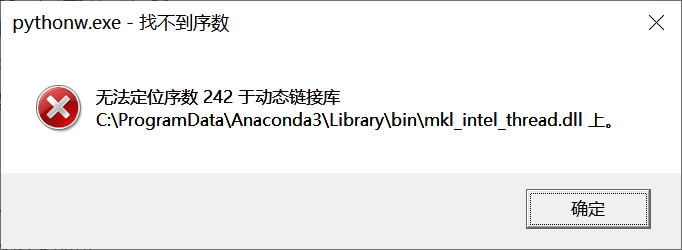 pythonw.exe - 找不到序数
无法定位序数 242 于动态链接库
C:\ProgramData\Anaconda3\Library\bin\mkl_intel_thread.dll 上。
确定